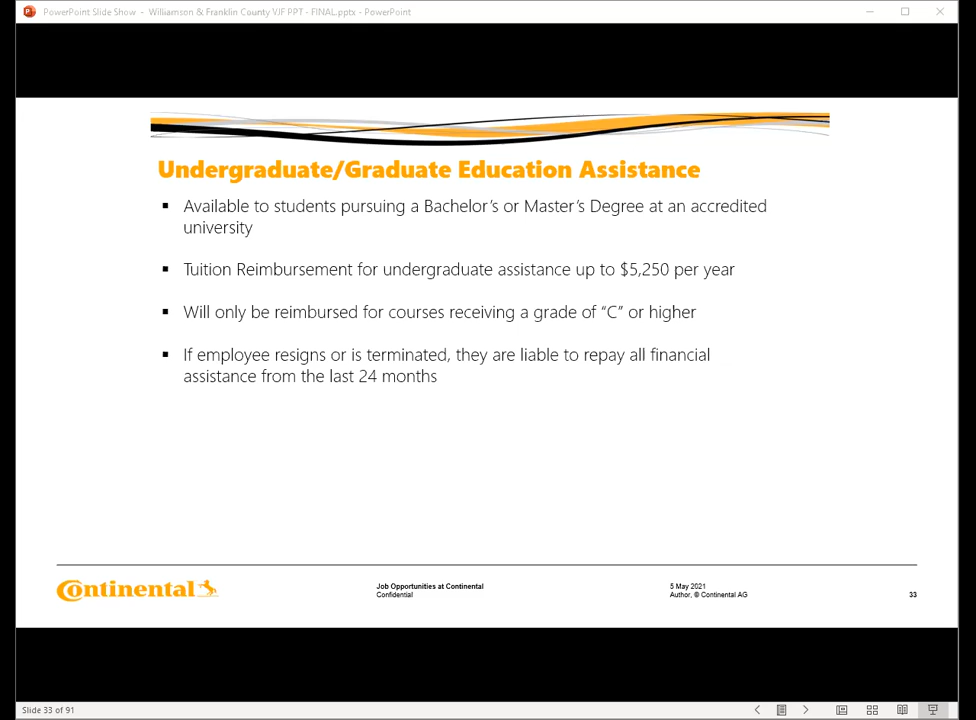 PowerPoint Slide Show - Williamson & Franklin County VJF PPT - FINAL.pptx - PowerPoint
Undergraduate/Graduate Education Assistance
▪ Available to students pursuing a Bachelor’s or Master’s Degree at an accredited
university
▪ Tuition Reimbursement for undergraduate assistance up to $5,250 per year
▪ Will only be reimbursed for courses receiving a grade of “C” or higher
▪ If employee resigns or is terminated, they are liable to repay all financial
assistance from the last 24 months
Continental
Job Opportunities at Continental
Confidential
5 May 2021
Author, © Continental AG
33
Slide 33 of 91